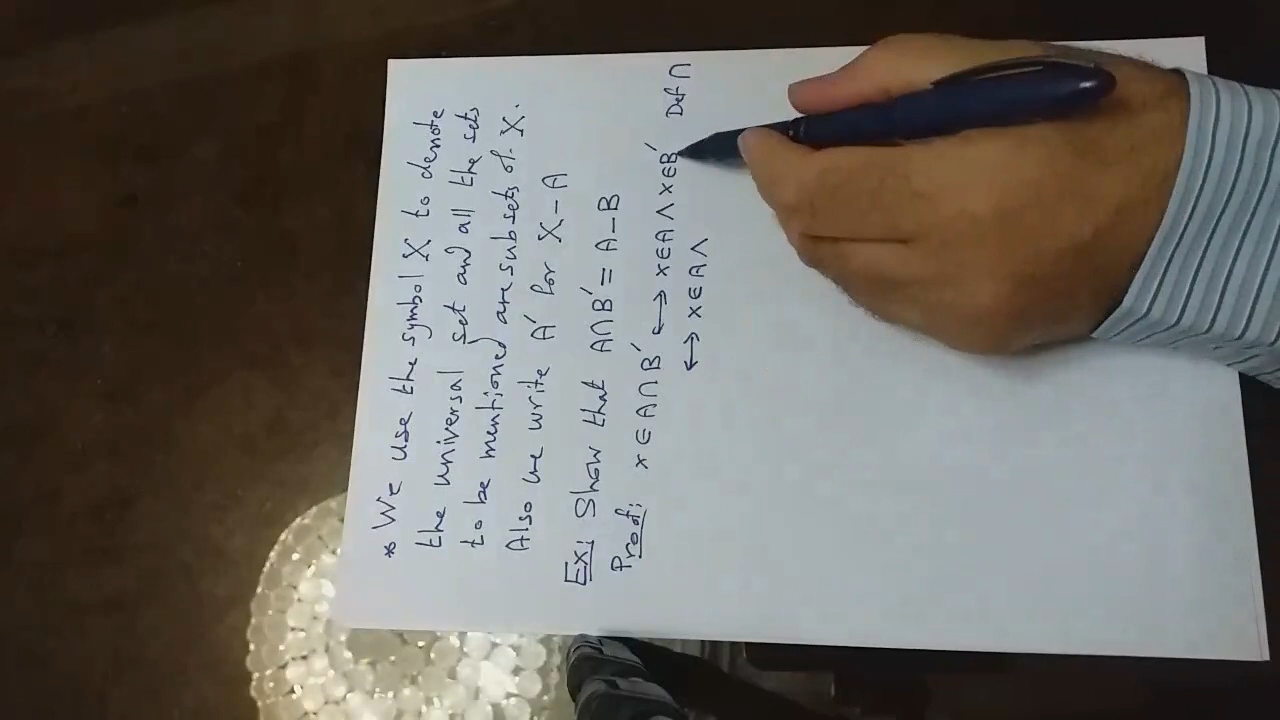 * We use the symbol X to denote
the universal set and all the sets
to be mentioned are subsets of X.
Also we write A' for X-A
Ex: Show that A∩B' = A-B
Proof: x∈A∩B' ↔ x∈A ∧ x∈B' Def ∩
↔ x∈A ∧